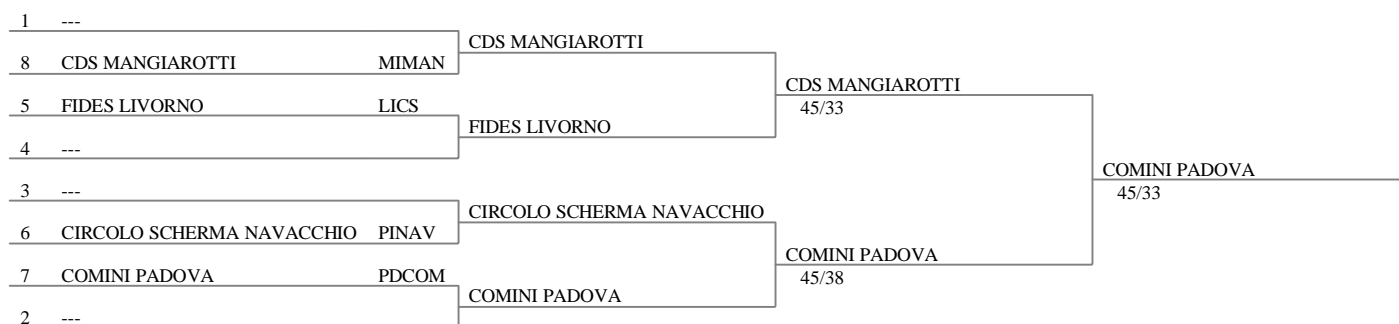 1 ---
CDS MANGIAROTTI
8 CDS MANGIAROTTI MIMAN
CDS MANGIAROTTI
45/33
5 FIDES LIVORNO LICS
FIDES LIVORNO
4 ---
COMINI PADOVA
45/33
3 ---
CIRCOLO SCHERMA NAVACCHIO
6 CIRCOLO SCHERMA NAVACCHIO PINAV
COMINI PADOVA
45/38
7 COMINI PADOVA PDCOM
COMINI PADOVA
2 ---